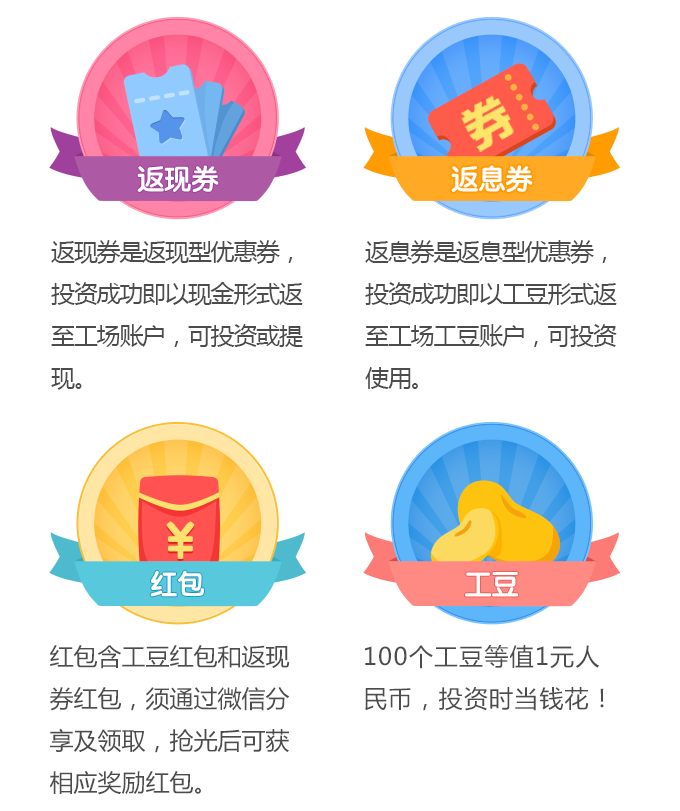 返现券
返现券是返现型优惠券，
投资成功即以现金形式返
至工场账户，可投资或提
现。
券
返息券
返息券是返息型优惠券，
投资成功即以工豆形式返
至工场工豆账户，可投资
使用。
¥
红包
红包含工豆红包和返现
券红包，须通过微信分
享及领取，抢光后可获
相应奖励红包。
工豆
100个工豆等值1元人
民币，投资时当钱花！